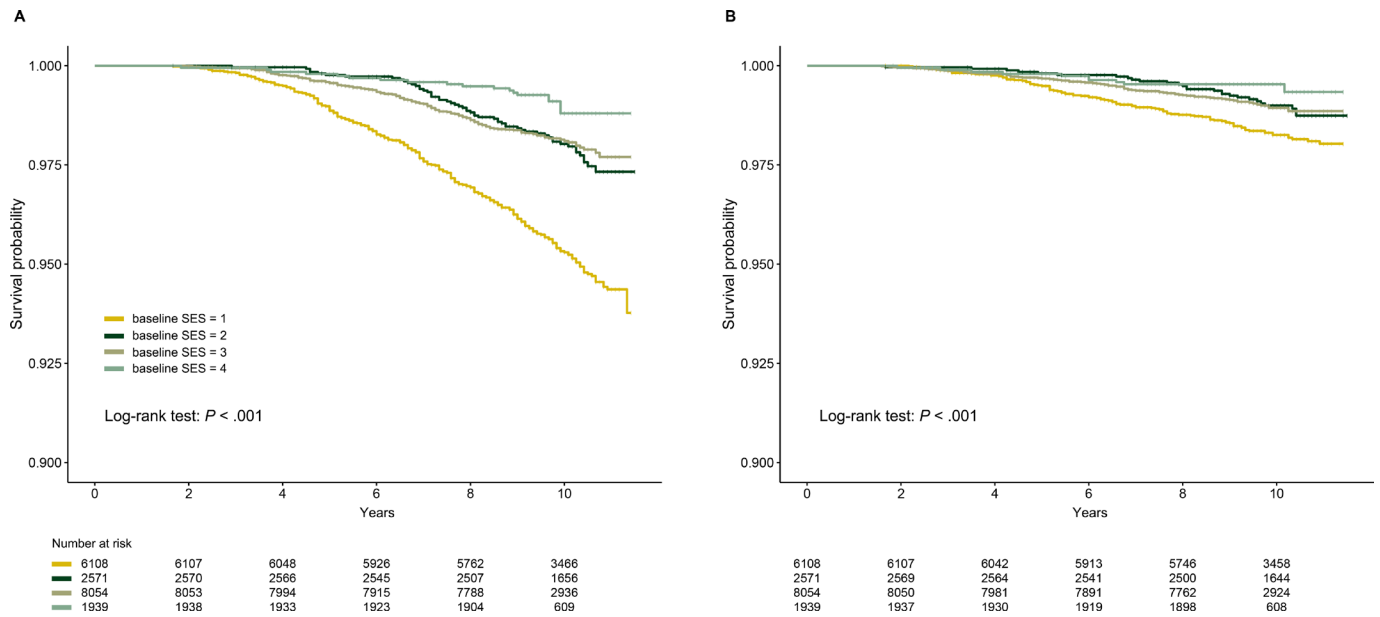 A
B
1.000
0.975
0.950
0.925
0.900
Survival probability
baseline SES = 1
baseline SES = 2
baseline SES = 3
baseline SES = 4
Log-rank test: P < .001
0 2 4 6 8 10
Years
1.000
0.975
0.950
0.925
0.900
Survival probability
Log-rank test: P < .001
0 2 4 6 8 10
Years
Number at risk
6108 6107 6048 5926 5762 3466
2571 2570 2566 2545 2507 1656
8054 8053 7994 7915 7788 2936
1939 1938 1933 1923 1904 609
6108 6107 6042 5913 5746 3458
2571 2569 2564 2541 2500 1644
8054 8050 7981 7891 7762 2924
1939 1937 1930 1919 1898 608